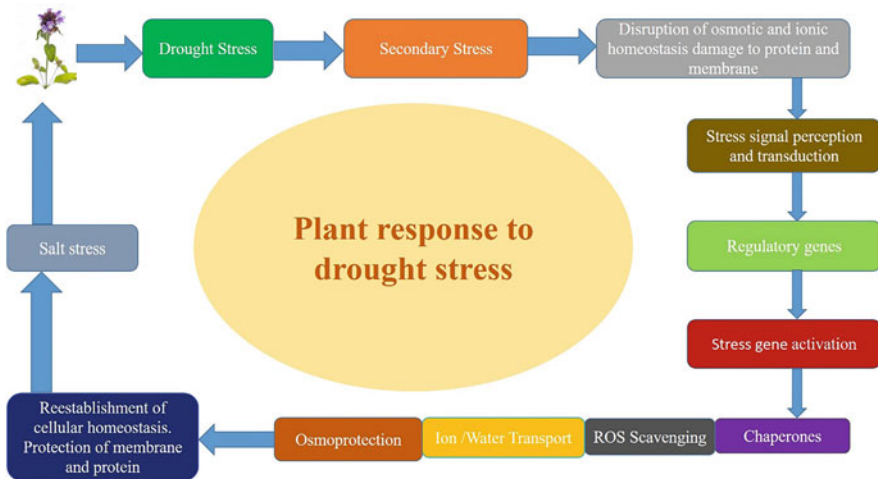 Drought Stress
Secondary Stress
Disruption of osmotic and ionic
homeostasis damage to protein and
membrane
Stress signal perception
and transduction
Regulatory genes
Stress gene activation
Chaperones
ROS Scavenging
Ion /Water Transport
Osmoprotection
Reestablishment of
cellular homeostasis.
Protection of membrane
and protein
Salt stress
Plant response to
drought stress